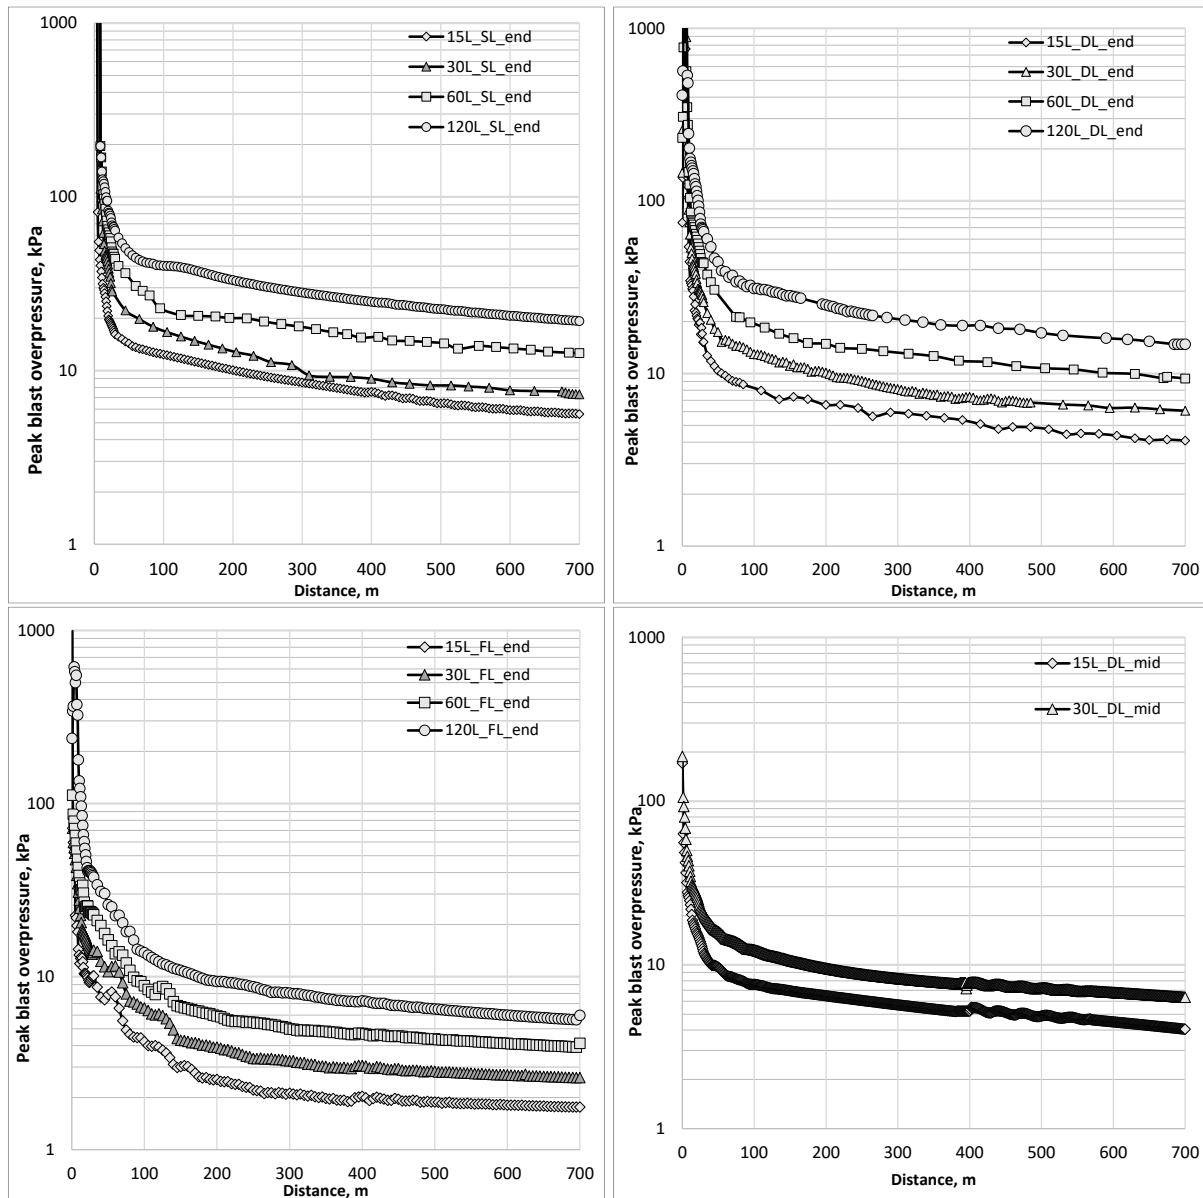 1000
100
10
1
Peak blast overpressure, kPa
15L_SL_end
30L_SL_end
60L_SL_end
120L_SL_end
0 100 200 300 400 500 600 700
Distance, m
1000
100
10
1
Peak blast overpressure, kPa
15L_DL_end
30L_DL_end
60L_DL_end
120L_DL_end
0 100 200 300 400 500 600 700
Distance, m
1000
100
10
1
Peak blast overpressure, kPa
15L_FL_end
30L_FL_end
60L_FL_end
120L_FL_end
0 100 200 300 400 500 600 700
Distance, m
1000
100
10
1
Peak blast overpressure, kPa
15L_DL_mid
30L_DL_mid
0 100 200 300 400 500 600 700
Distance, m